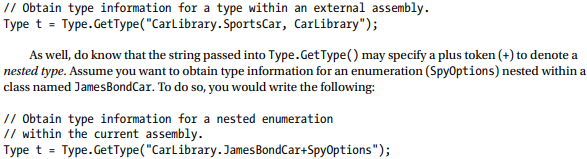 // Obtain type information for a type within an external assembly.
Type t = Type.GetType("CarLibrary.SportsCar, CarLibrary");
As well, do know that the string passed into Type.GetType() may specify a plus token (+) to denote a
nested type. Assume you want to obtain type information for an enumeration (SpyOptions) nested within a
class named JamesBondCar. To do so, you would write the following:
// Obtain type information for a nested enumeration
// within the current assembly.
Type t = Type.GetType("CarLibrary.JamesBondCar+SpyOptions");